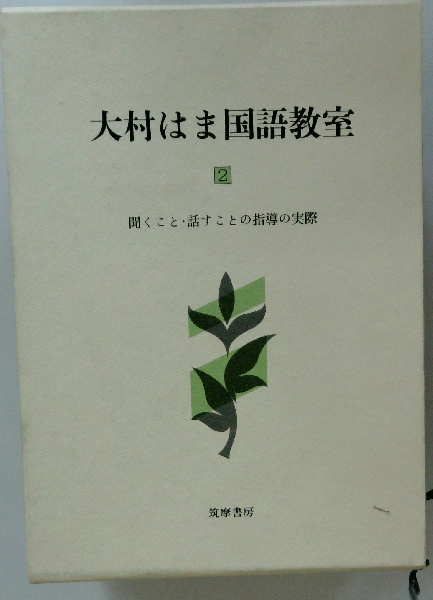 大村はま国語教室
2
聞くこと・話すことの指導の実際
筑摩書房